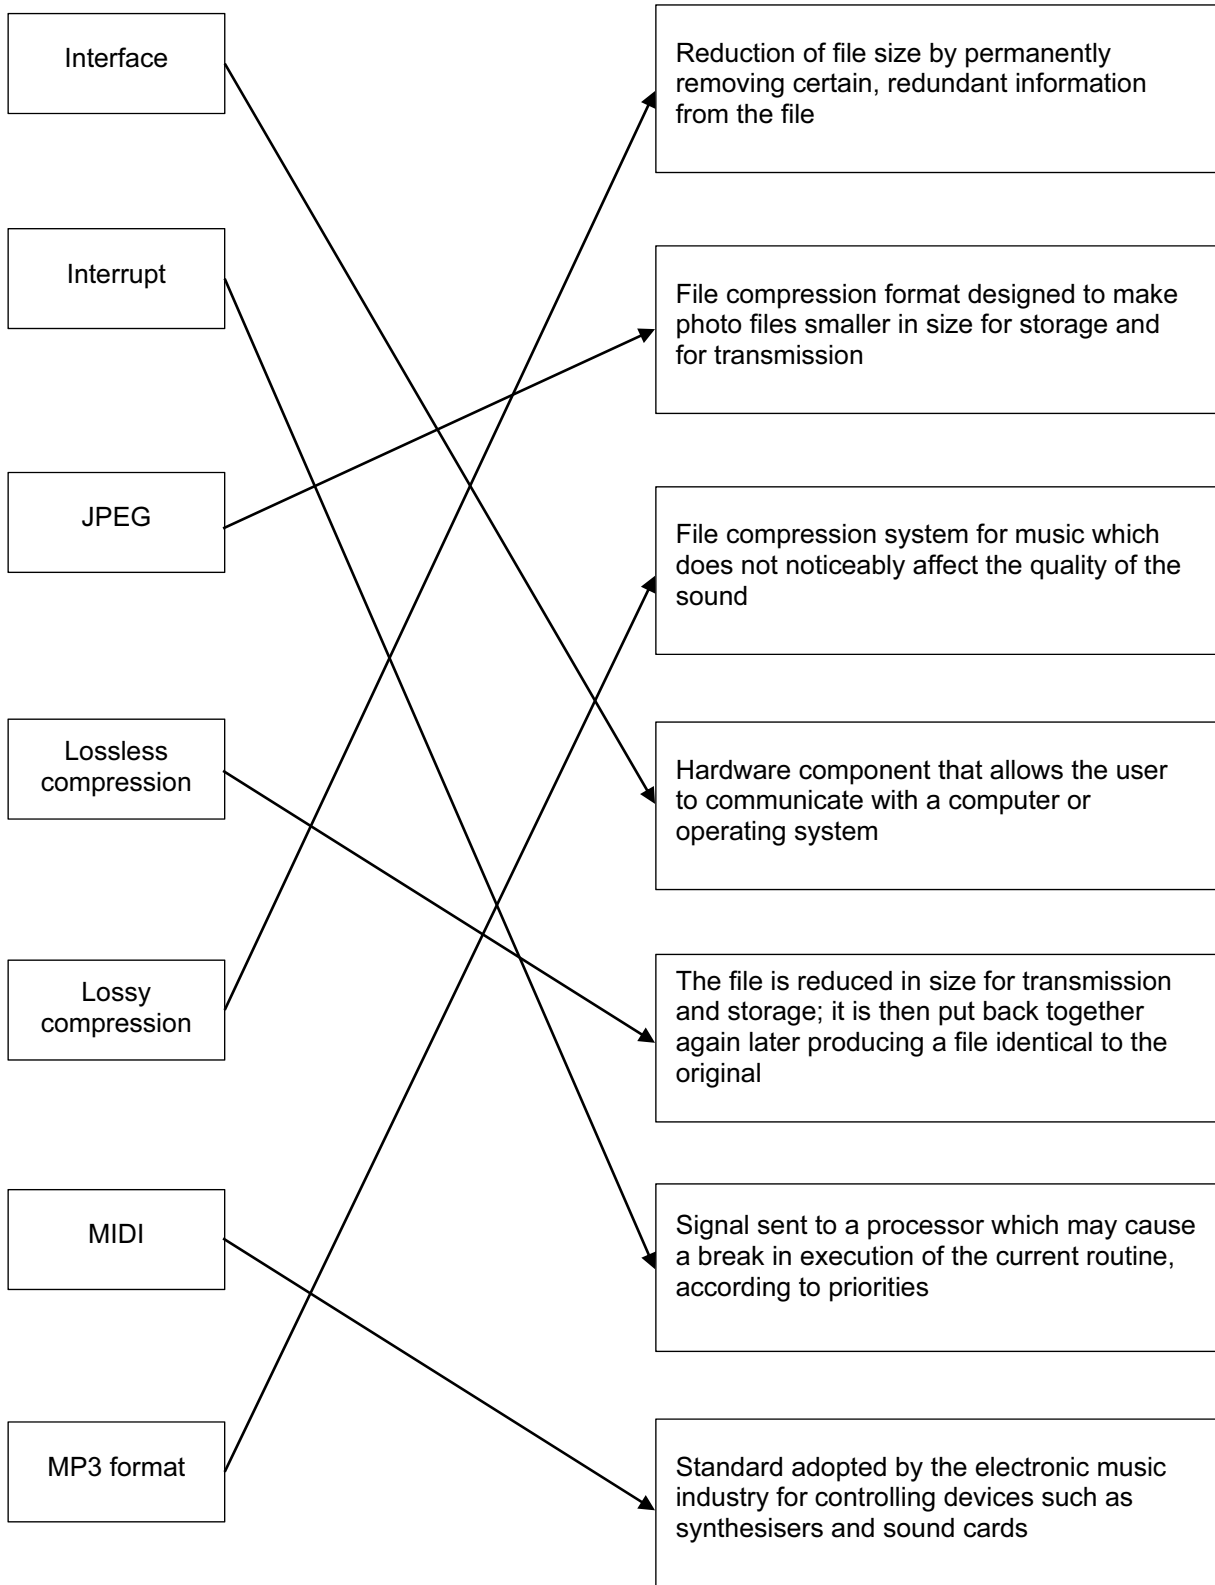 Interface
Reduction of file size by permanently
removing certain, redundant information
from the file
Interrupt
File compression format designed to make
photo files smaller in size for storage and
for transmission
JPEG
File compression system for music which
does not noticeably affect the quality of the
sound
Lossless
compression
Hardware component that allows the user
to communicate with a computer or
operating system
Lossy
compression
The file is reduced in size for transmission
and storage; it is then put back together
again later producing a file identical to the
original
MIDI
Signal sent to a processor which may cause
a break in execution of the current routine,
according to priorities
MP3 format
Standard adopted by the electronic music
industry for controlling devices such as
synthesisers and sound cards